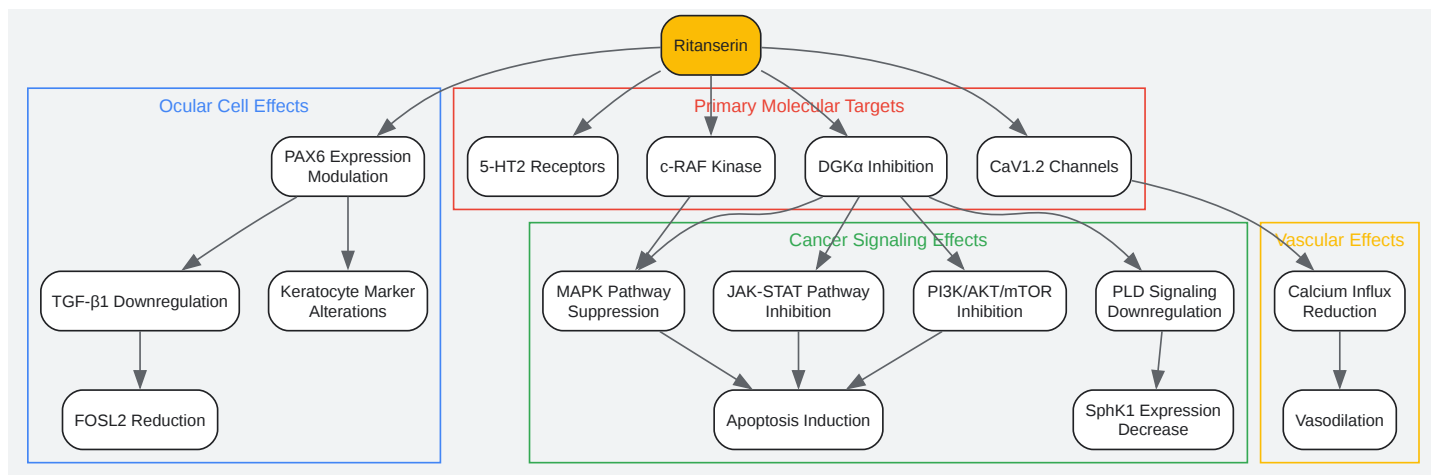 Ritanserin
Ocular Cell Effects
Primary Molecular Targets
PAX6 Expression
Modulation
5-HT2 Receptors
c-RAF Kinase
DGKα Inhibition
CaV1.2 Channels
Cancer Signaling Effects
Vascular Effects
TGF-β1 Downregulation
Keratocyte Marker
Alterations
MAPK Pathway
Suppression
JAK-STAT Pathway
Inhibition
PI3K/AKT/mTOR
Inhibition
PLD Signaling
Downregulation
Calcium Influx
Reduction
FOSL2 Reduction
Apoptosis Induction
SphK1 Expression
Decrease
Vasodilation